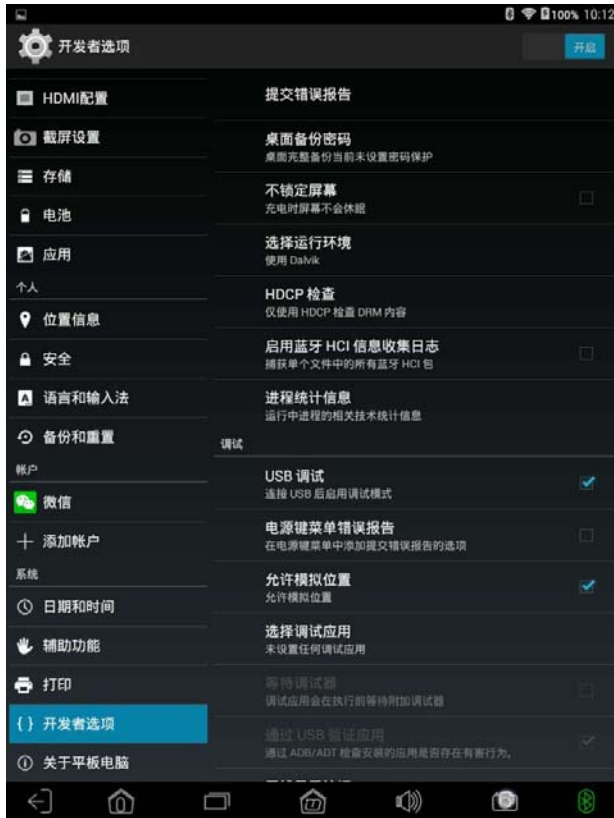 100% 10:12
开发者选项
开启
HDMI配置
截屏设置
存储
电池
应用
个人
位置信息
安全
语言和输入法
备份和重置
帐户
微信
添加帐户
系统
日期和时间
辅助功能
打印
{ } 开发者选项
关于平板电脑
提交错误报告
桌面备份密码
桌面完整备份当前未设置密码保护
不锁定屏幕
充电时屏幕不会休眠
选择运行环境
使用 Dalvik
HDCP 检查
仅使用 HDCP 检查 DRM 内容
启用蓝牙 HCI 信息收集日志
捕获单个文件中的所有蓝牙 HCI 包
进程统计信息
运行中进程的相关技术统计信息
调试
USB 调试
连接 USB 后启用调试模式
电源键菜单错误报告
在电源键菜单中添加提交错误报告的选项
允许模拟位置
允许模拟位置
选择调试应用
未设置任何调试应用
等待调试器
调试应用会在执行前等待附加调试器
通过 USB 验证应用
通过 ADB/ADT 检查安装的应用是否存在有害行为。